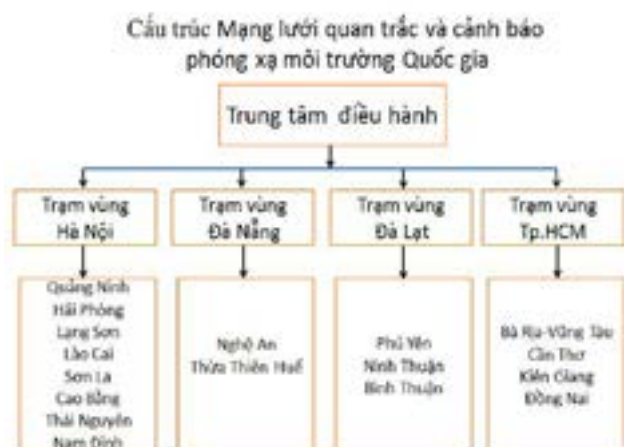 Cấu trúc Mạng lưới quan trắc và cảnh báo
phóng xạ môi trường Quốc gia
Trung tâm điều hành
Trạm vùng
Hà Nội
Trạm vùng
Đà Nẵng
Trạm vùng
Đà Lạt
Trạm vùng
Tp.HCM
Quảng Ninh
Hải Phòng
Lạng Sơn
Lào Cai
Sơn La
Cao Bằng
Thái Nguyên
Nam Định
Nghệ An
Thừa Thiên Huế
Phú Yên
Ninh Thuận
Bình Thuận
Bà Rịa-Vũng Tàu
Cần Thơ
Kiên Giang
Đồng Nai